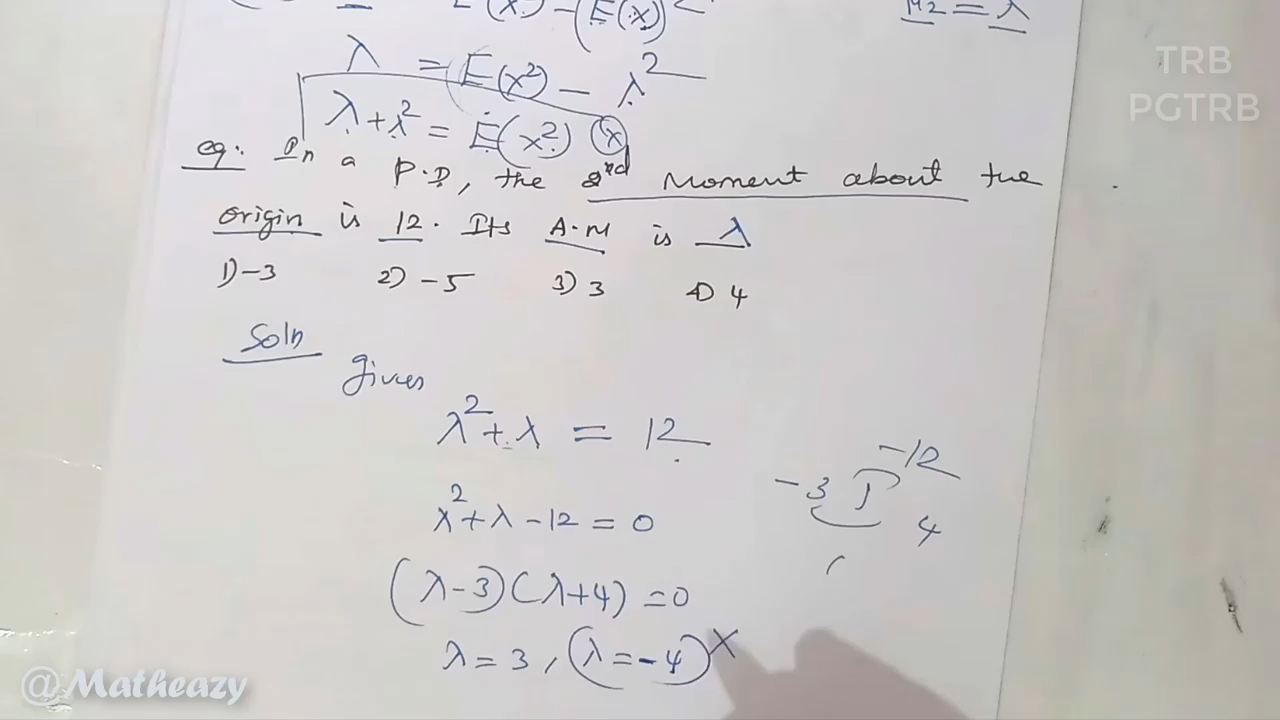 E(x²) - (E(x))²
μ2 = λ
λ = E(x²) - λ²
λ + λ² = E(x²)
TRB
PGTRB
eg: In a P.D, the 2nd Moment about the
origin is 12. Its A.M is λ
1) -3 2) -5 3) 3 4) 4
Soln
given
λ² + λ = 12
λ² + λ - 12 = 0
-12
-3 1 4
(λ-3)(λ+4) = 0
λ = 3, (λ = -4) X
@Matheazy